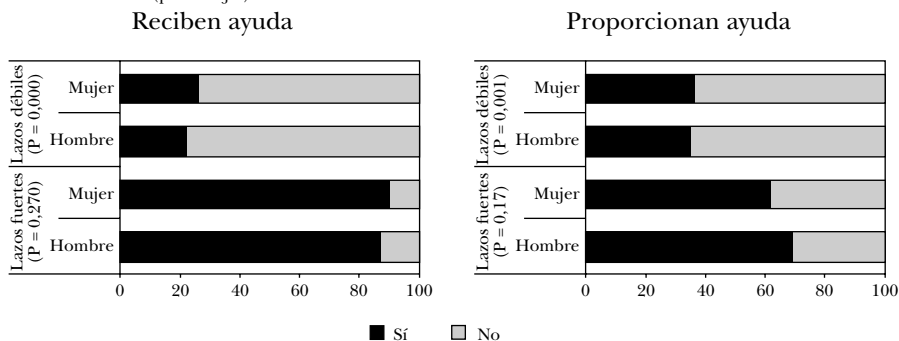 Reciben ayuda
Proporcionan ayuda
Lazos débiles
(P = 0,000)
Mujer
Hombre
Lazos fuertes
(P = 0,270)
Mujer
Hombre
0 20 40 60 80 100
Lazos débiles
(P = 0,001)
Mujer
Hombre
Lazos fuertes
(P = 0,17)
Mujer
Hombre
0 20 40 60 80 100
Sí No